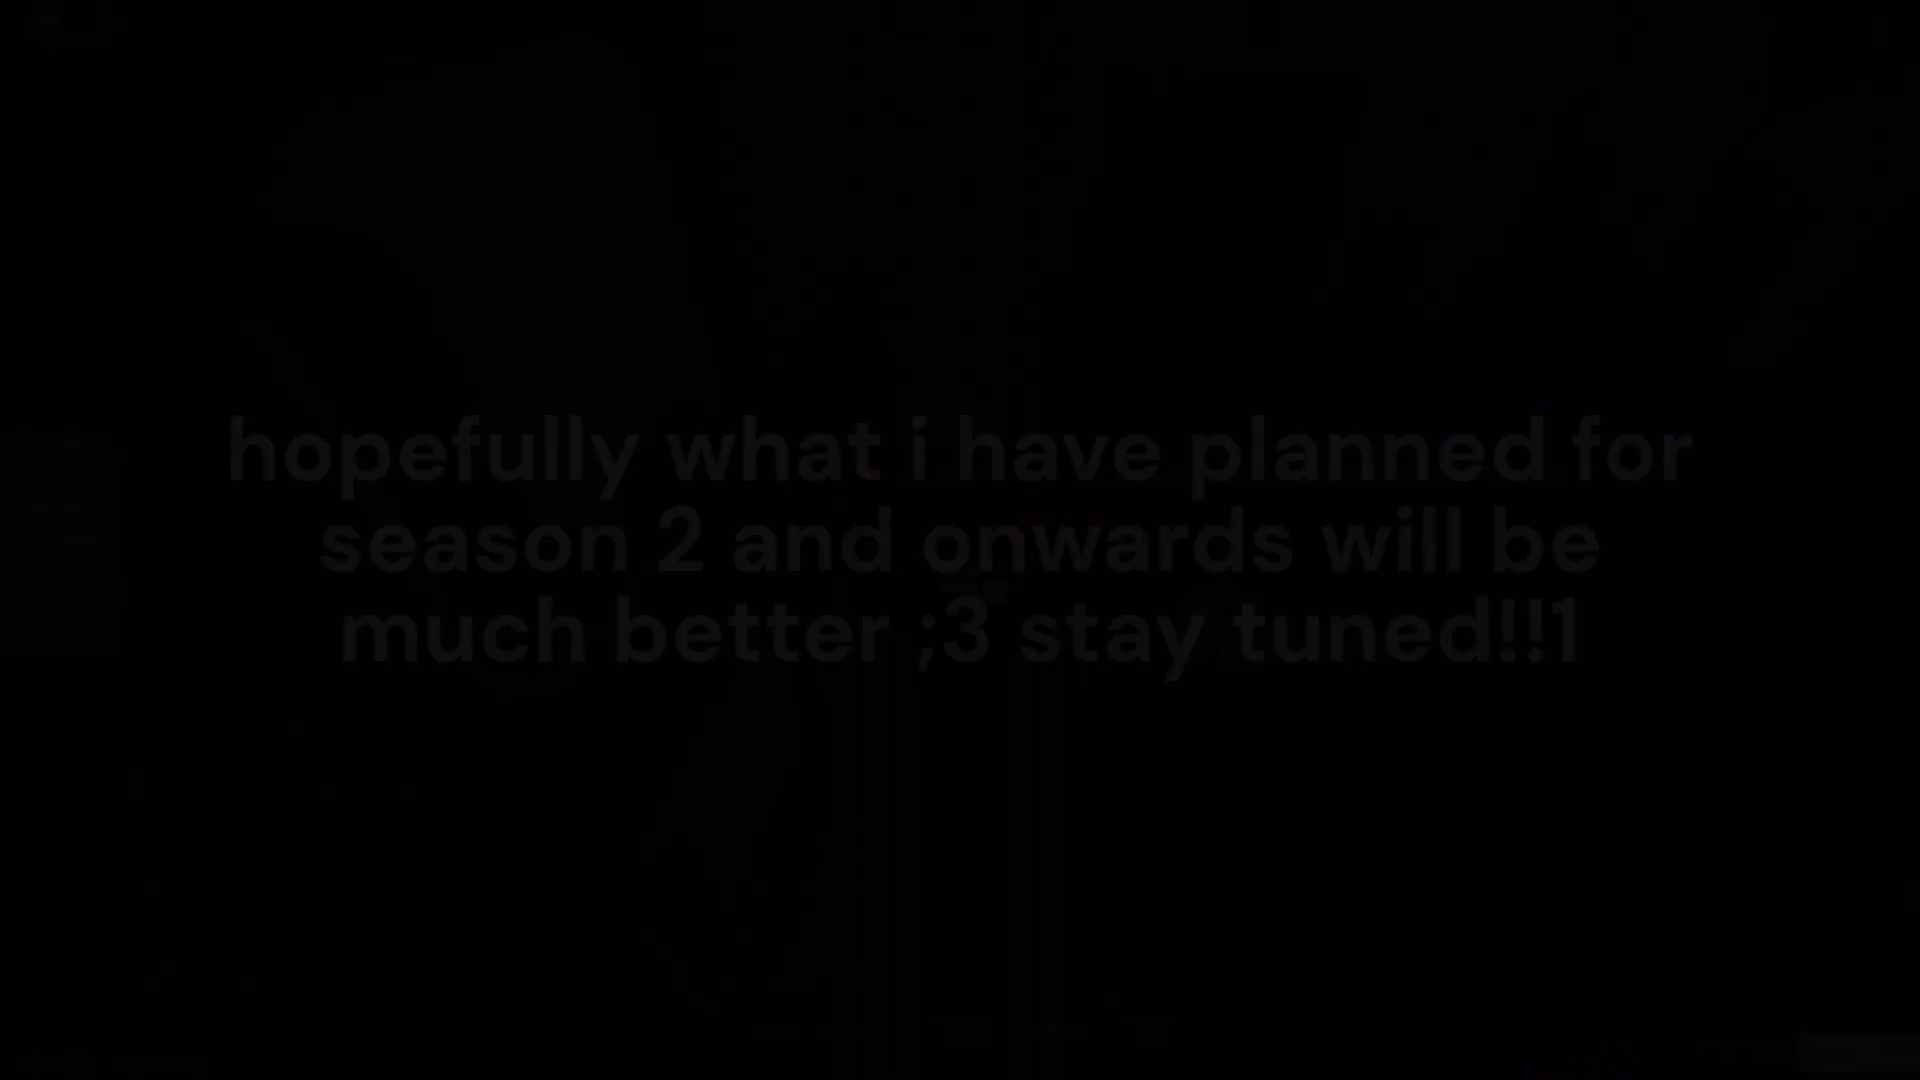 hopefully what i have planned for
season 2 and onwards will be
much better ;3 stay tuned!!1